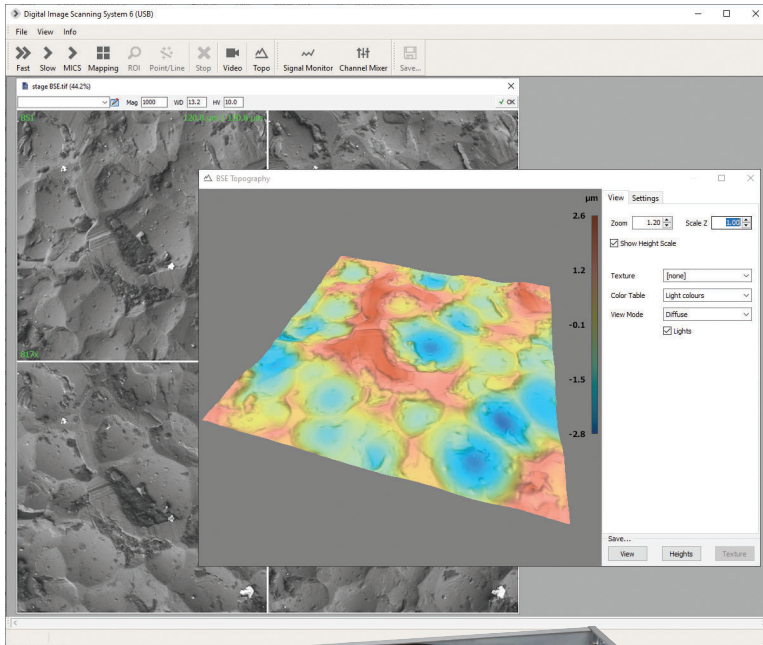 Digital Image Scanning System 6 (USB)
File View Info
Fast Slow MICS Mapping ROI Point/Line Stop Video Topo Signal Monitor Channel Mixer Save...
stage BSE.tif (44.2%)
Mag 1000 WD 13.2 HV 10.0 OK
BS1
817x
BSE Topography
µm
2.6
1.2
-0.1
-1.5
-2.8
View Settings
Zoom 1.20 Scale Z 1.00
Show Height Scale
Texture [none]
Color Table Light colours
View Mode Diffuse
Lights
Save...
View Heights Texture